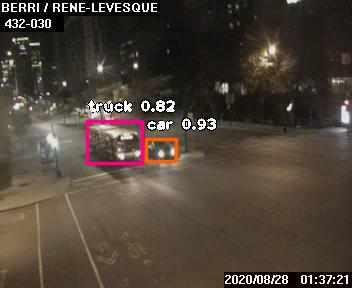 BERRI / RENE-LEVESQUE
432-030
truck 0.82
car 0.93
2020/08/28 01:37:21